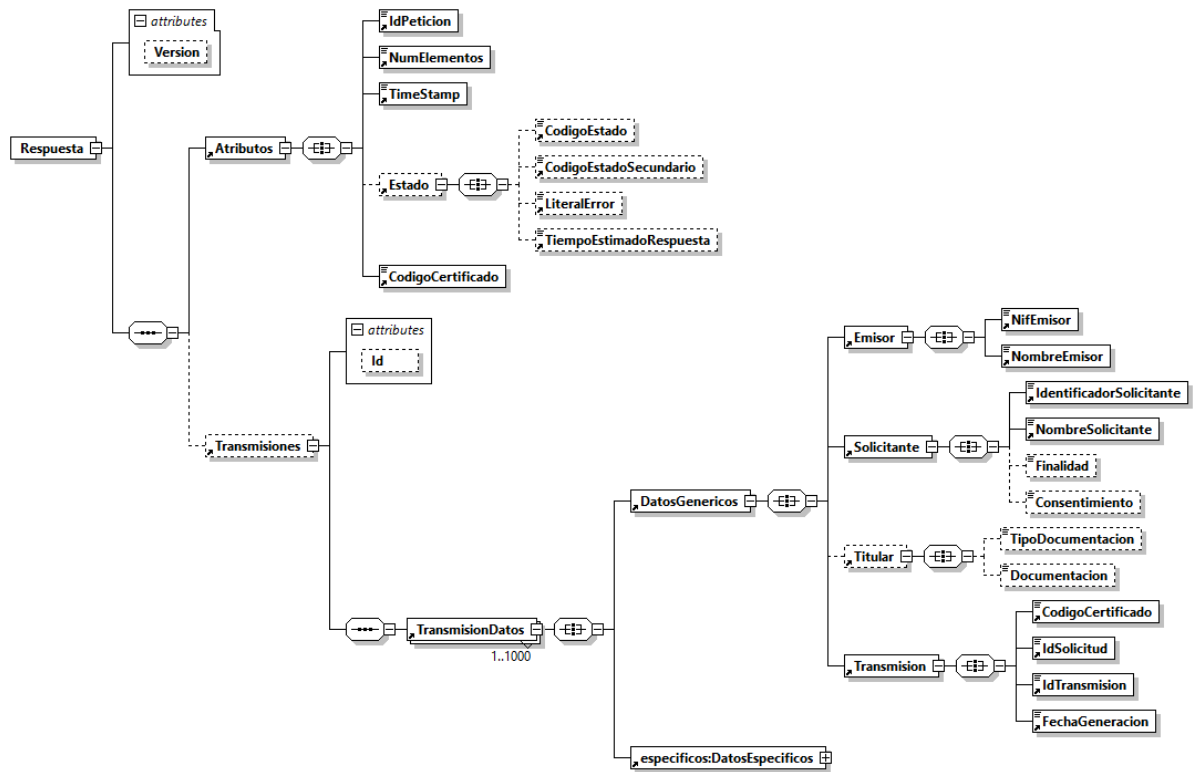 attributes
Version
Respuesta
Atributos
IdPeticion
NumElementos
TimeStamp
Estado
CodigoEstado
CodigoEstadoSecundario
LiteralError
TiempoEstimadoRespuesta
CodigoCertificado
Transmisiones
attributes
Id
TransmisionDatos
1..1000
DatosGenericos
Emisor
NifEmisor
NombreEmisor
Solicitante
IdentificadorSolicitante
NombreSolicitante
Finalidad
Consentimiento
Titular
TipoDocumentacion
Documentacion
Transmision
CodigoCertificado
IdSolicitud
IdTransmision
FechaGeneracion
especificos:DatosEspecificos